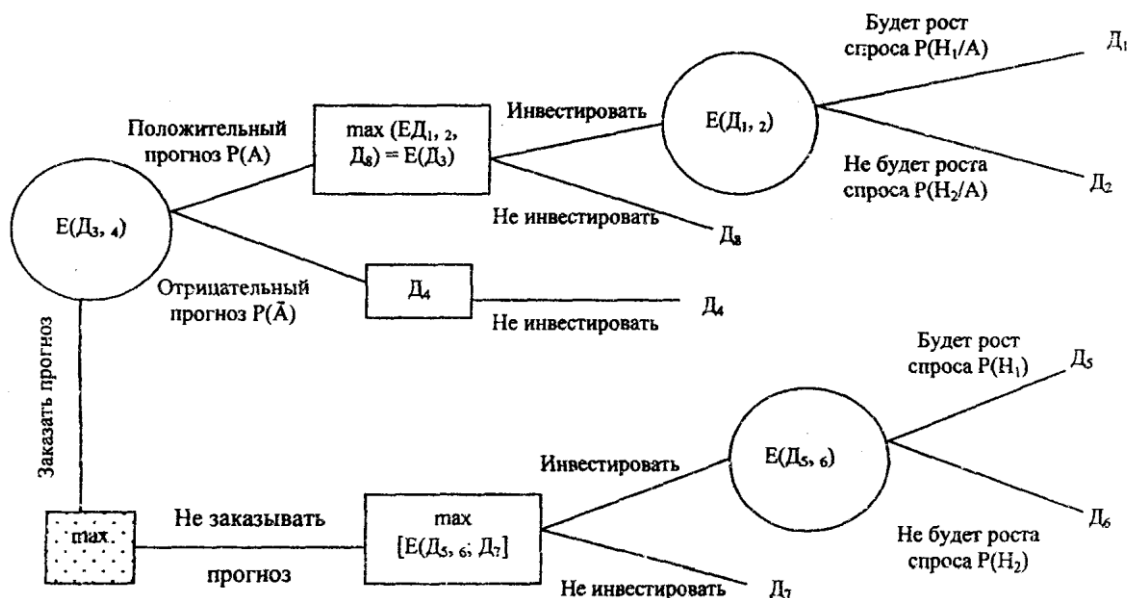 Будет рост
спроса P(H₁/A)
Д₁
Инвестировать
E(Д₁, ₂)
Положительный
прогноз P(A)
max (EД₁, ₂,
Д₈) = E(Д₃)
Не будет роста
спроса P(H₂/A)
Д₂
Не инвестировать
Д₈
E(Д₃, ₄)
Отрицательный
прогноз P(Ā)
Д₄
Не инвестировать
Д₄
Заказать прогноз
Будет рост
спроса P(H₁)
Д₅
Инвестировать
E(Д₅, ₆)
max
Не заказывать
прогноз
max
[E(Д₅, ₆; Д₇]
Д₆
Не будет роста
спроса P(H₂)
Не инвестировать
Д₇